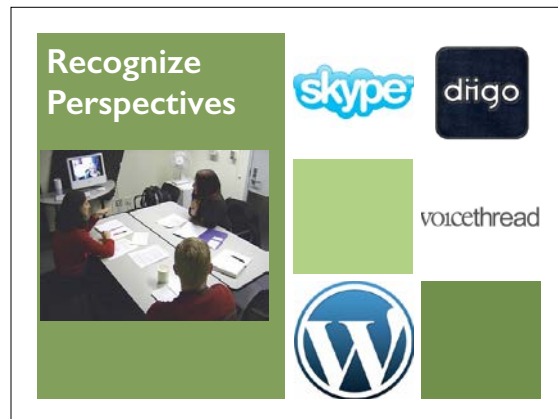 Recognize
Perspectives
skype
diigo
voicethread
W